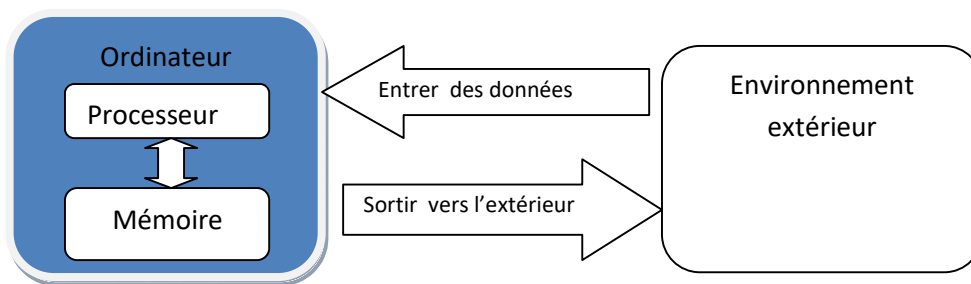 Ordinateur
Processeur
Mémoire
Entrer des données
Sortir vers l’extérieur
Environnement
extérieur